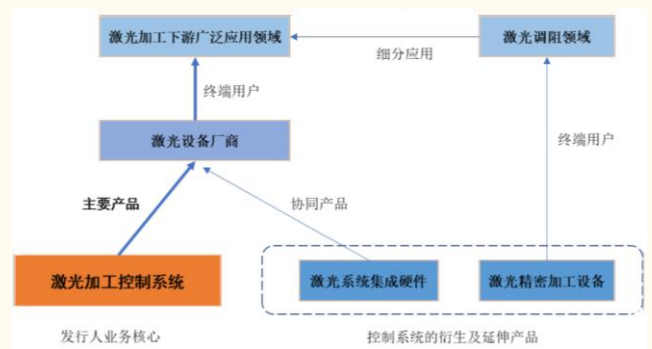 激光加工下游广泛应用领域
激光调阻领域
细分应用
终端用户
激光设备厂商
终端用户
主要产品
协同产品
激光加工控制系统
激光系统集成硬件
激光精密加工设备
发行人业务核心
控制系统的衍生及延伸产品